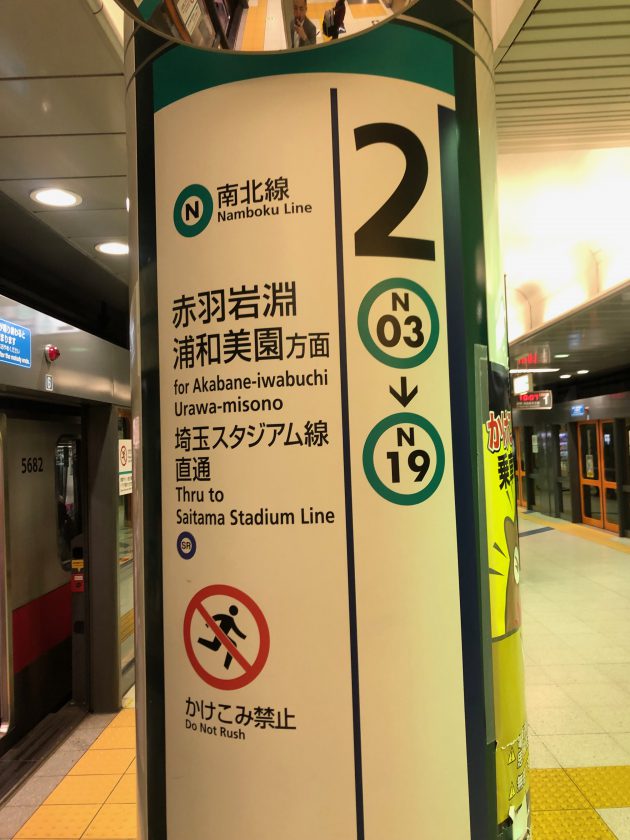 2
N
南北線
Namboku Line
赤羽岩淵
浦和美園方面
for Akabane-iwabuchi
Urawa-misono
埼玉スタジアム線
直通
Thru to
Saitama Stadium Line
SR
N
03
↓
N
19
かけこみ禁止
Do Not Rush
5682
6